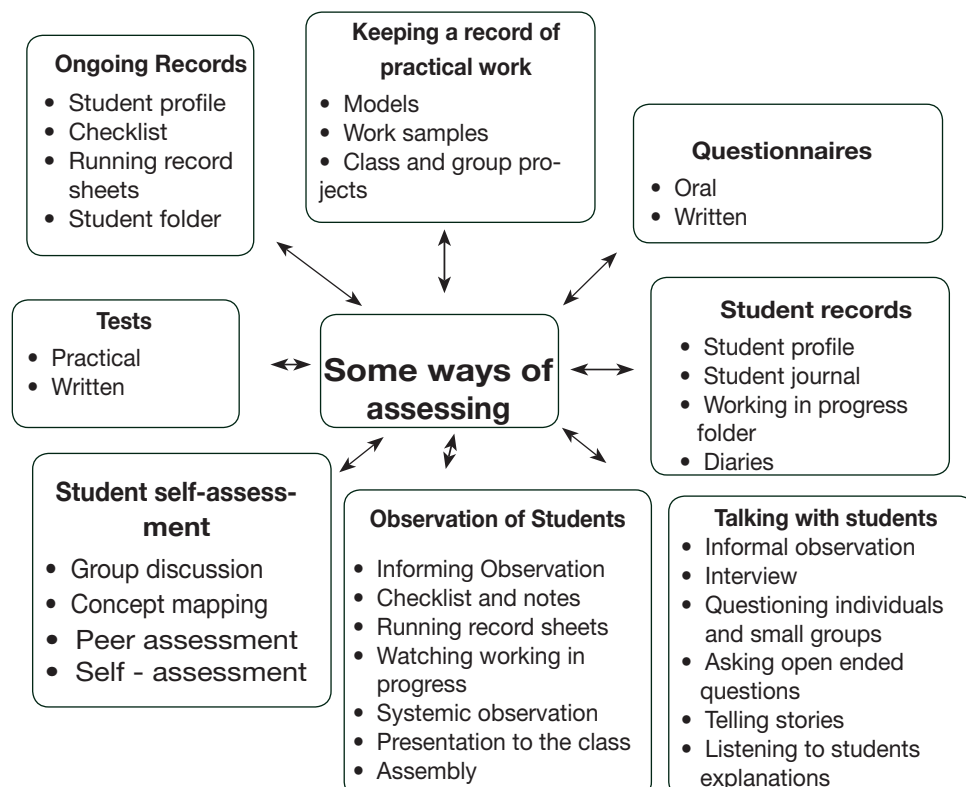 Ongoing Records
• Student profile
• Checklist
• Running record
sheets
• Student folder
Keeping a record of
practical work
• Models
• Work samples
• Class and group pro-
jects
Questionnaires
• Oral
• Written
Tests
• Practical
• Written
Some ways of
assessing
Student records
• Student profile
• Student journal
• Working in progress
folder
• Diaries
Student self-assess-
ment
• Group discussion
• Concept mapping
• Peer assessment
• Self - assessment
Observation of Students
• Informing Observation
• Checklist and notes
• Running record sheets
• Watching working in
progress
• Systemic observation
• Presentation to the class
• Assembly
Talking with students
• Informal observation
• Interview
• Questioning individuals
and small groups
• Asking open ended
questions
• Telling stories
• Listening to students
explanations